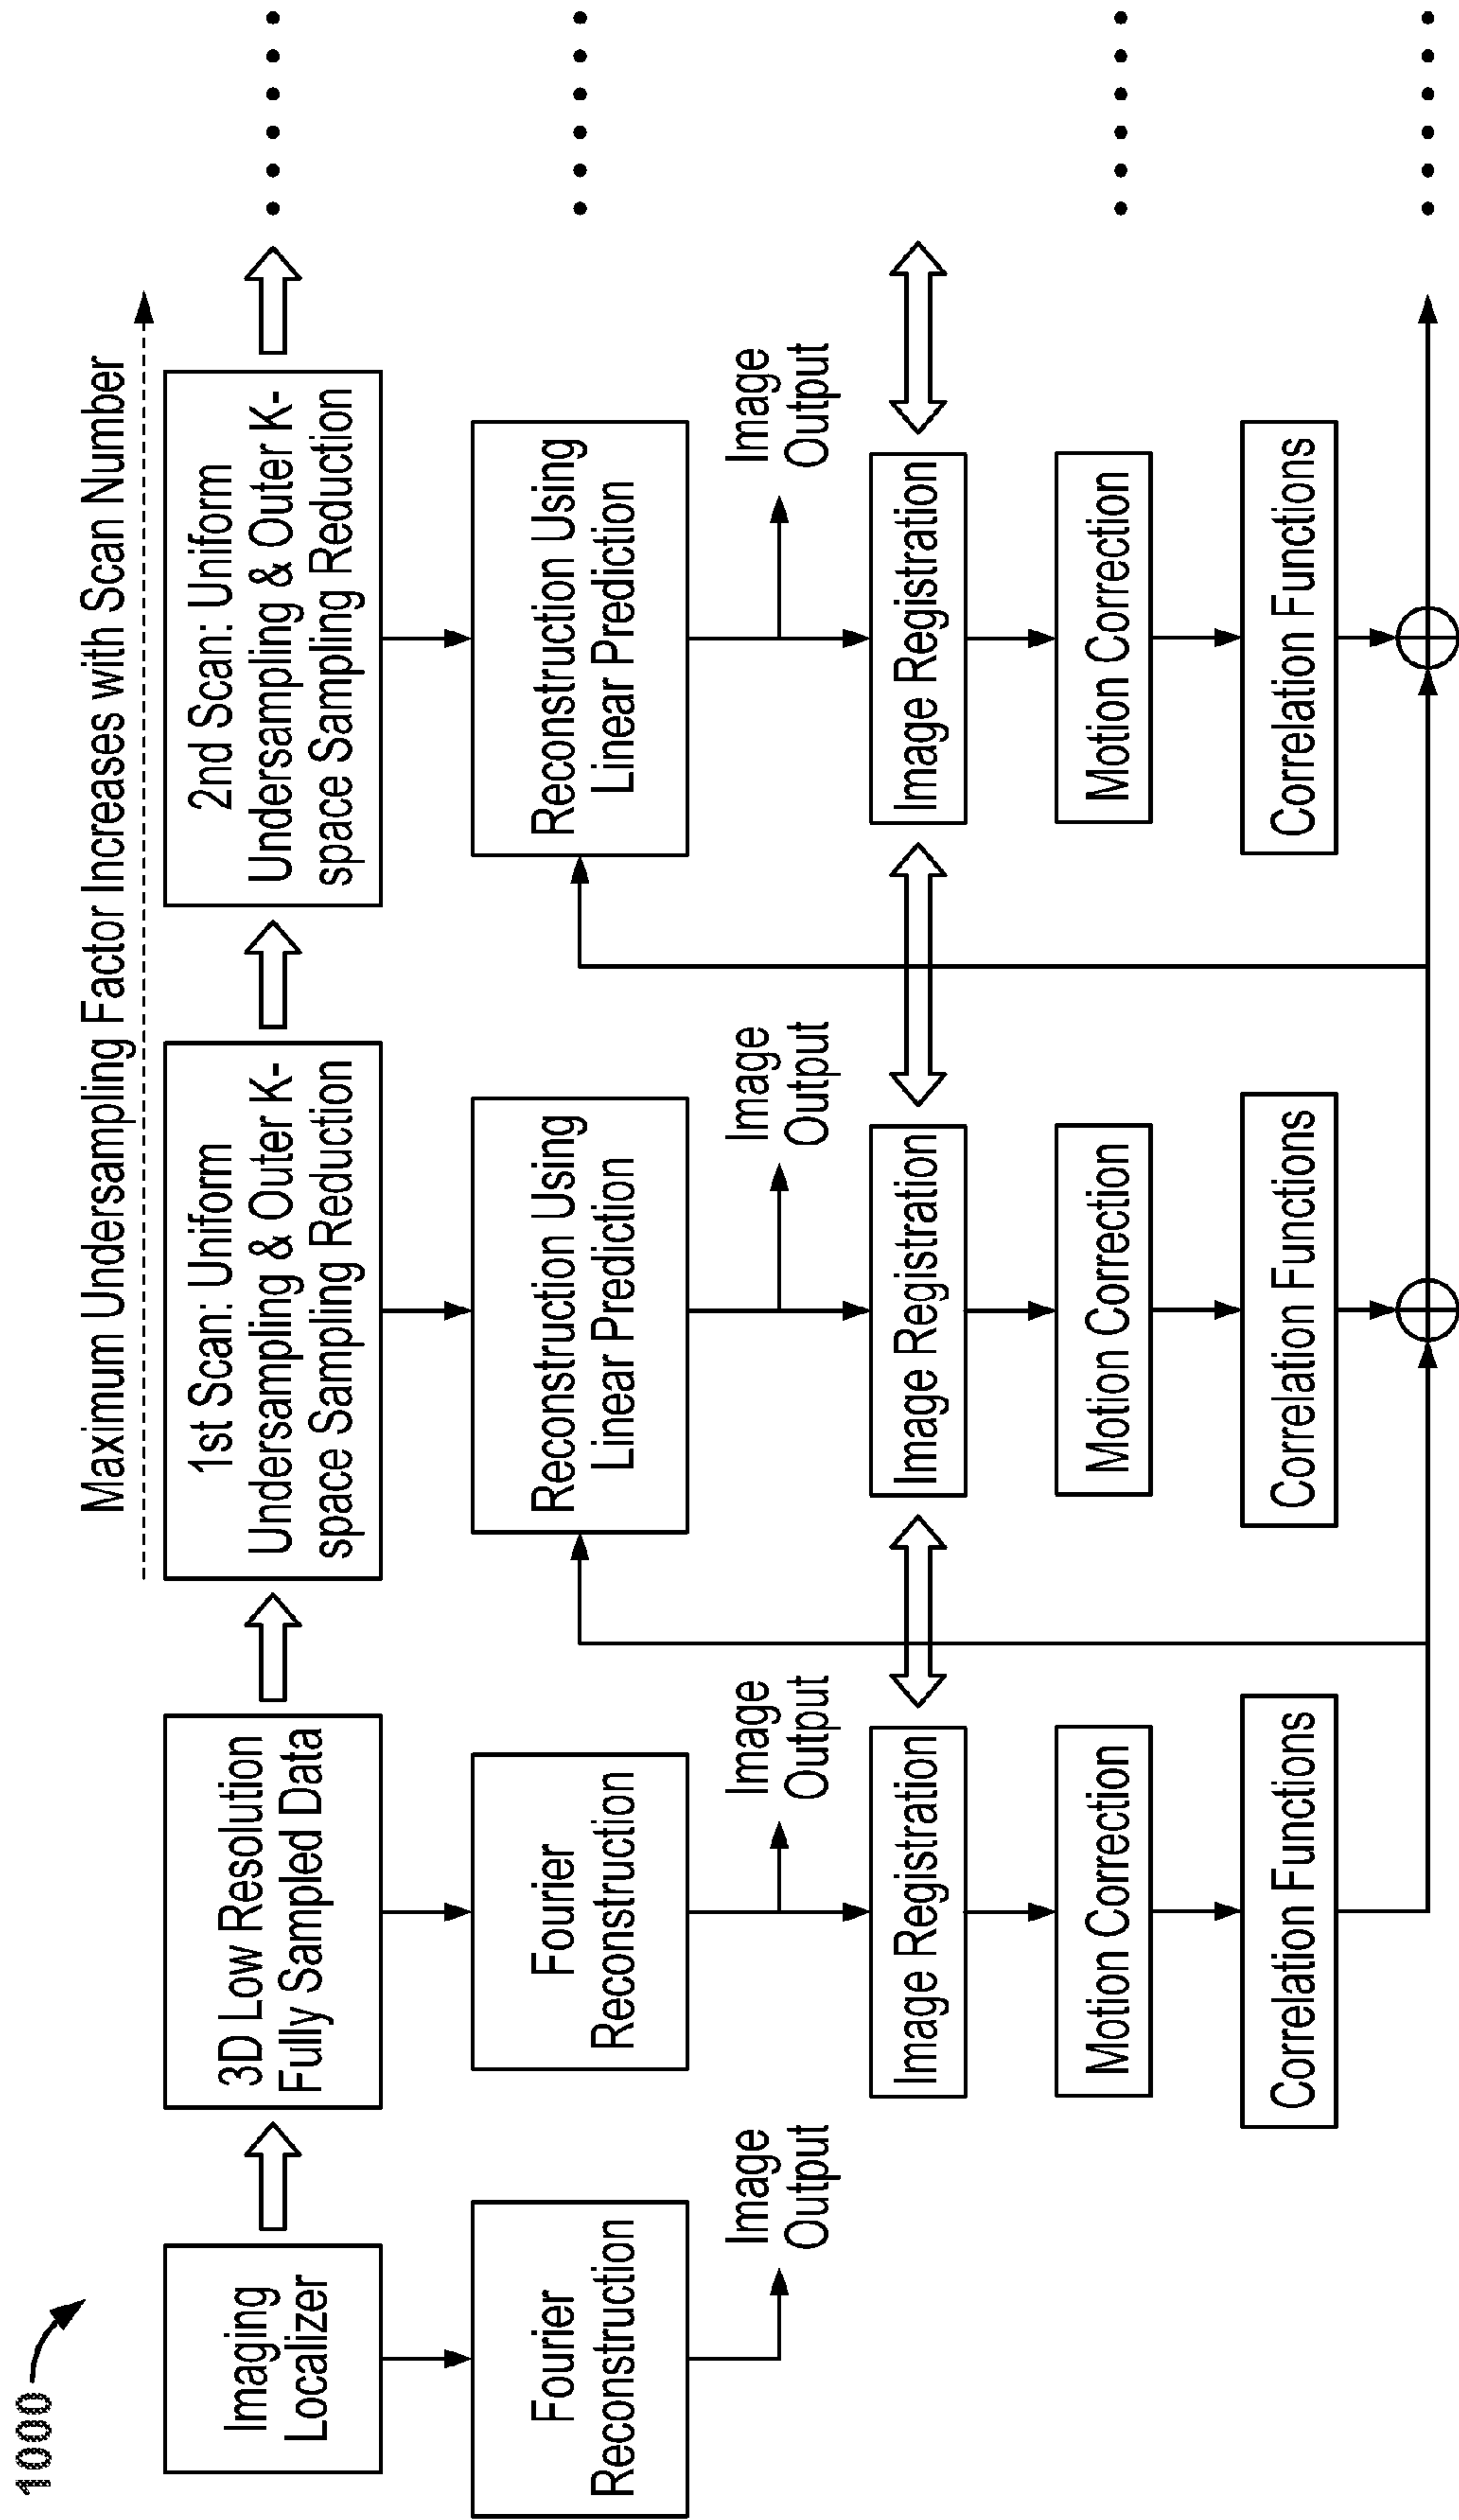 1000
Maximum Undersampling Factor Increases with Scan Number
Imaging
Localizer
3D Low Resolution
Fully Sampled Data
1st Scan: Uniform
Undersampling & Outer K-
space Sampling Reduction
2nd Scan: Uniform
Undersampling & Outer K-
space Sampling Reduction
Fourier
Reconstruction
Fourier
Reconstruction
Reconstruction Using
Linear Prediction
Reconstruction Using
Linear Prediction
Image
Output
Image
Output
Image
Output
Image
Output
Image Registration
Image Registration
Image Registration
Motion Correction
Motion Correction
Motion Correction
Correlation Functions
Correlation Functions
Correlation Functions